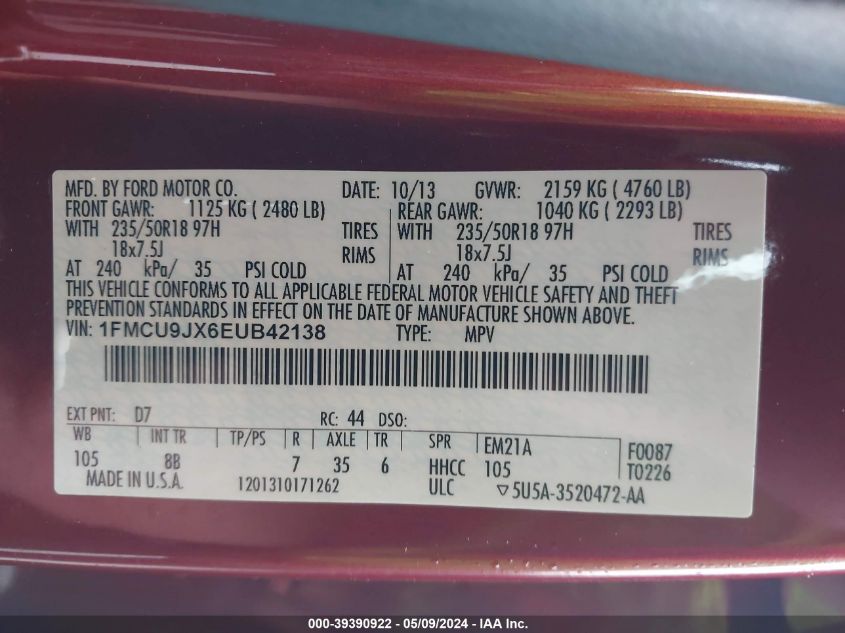 MFD. BY FORD MOTOR CO. DATE: 10/13 GVWR: 2159 KG ( 4760 LB)
FRONT GAWR: 1125 KG ( 2480 LB) REAR GAWR: 1040 KG ( 2293 LB)
WITH 235/50R18 97H TIRES WITH 235/50R18 97H TIRES
18x7.5J RIMS 18x7.5J RIMS
AT 240 kPa/ 35 PSI COLD AT 240 kPa/ 35 PSI COLD
THIS VEHICLE CONFORMS TO ALL APPLICABLE FEDERAL MOTOR VEHICLE SAFETY AND THEFT
PREVENTION STANDARDS IN EFFECT ON THE DATE OF MANUFACTURE SHOWN ABOVE.
VIN: 1FMCU9JX6EUB42138 TYPE: MPV
EXT PNT: D7 RC: 44 DSO:
WB INT TR TP/PS R AXLE TR SPR EM21A F0087
105 8B 7 35 6 HHCC 105 T0226
MADE IN U.S.A. 1201310171262 ULC ▽5U5A-3520472-AA
000-39390922 / 05/09/2024 - IAA Inc.